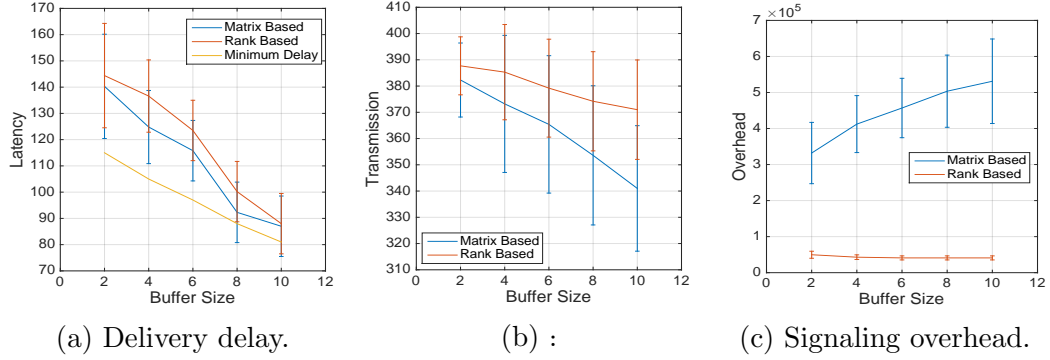 170
160
150
140
130
120
110
100
90
80
70
0 2 4 6 8 10 12
Latency
Buffer Size
Matrix Based
Rank Based
Minimum Delay
(a) Delivery delay.
410
400
390
380
370
360
350
340
330
320
310
0 2 4 6 8 10 12
Transmission
Buffer Size
Matrix Based
Rank Based
(b) :
×10⁵
7
6
5
4
3
2
1
0
0 2 4 6 8 10 12
Overhead
Buffer Size
Matrix Based
Rank Based
(c) Signaling overhead.